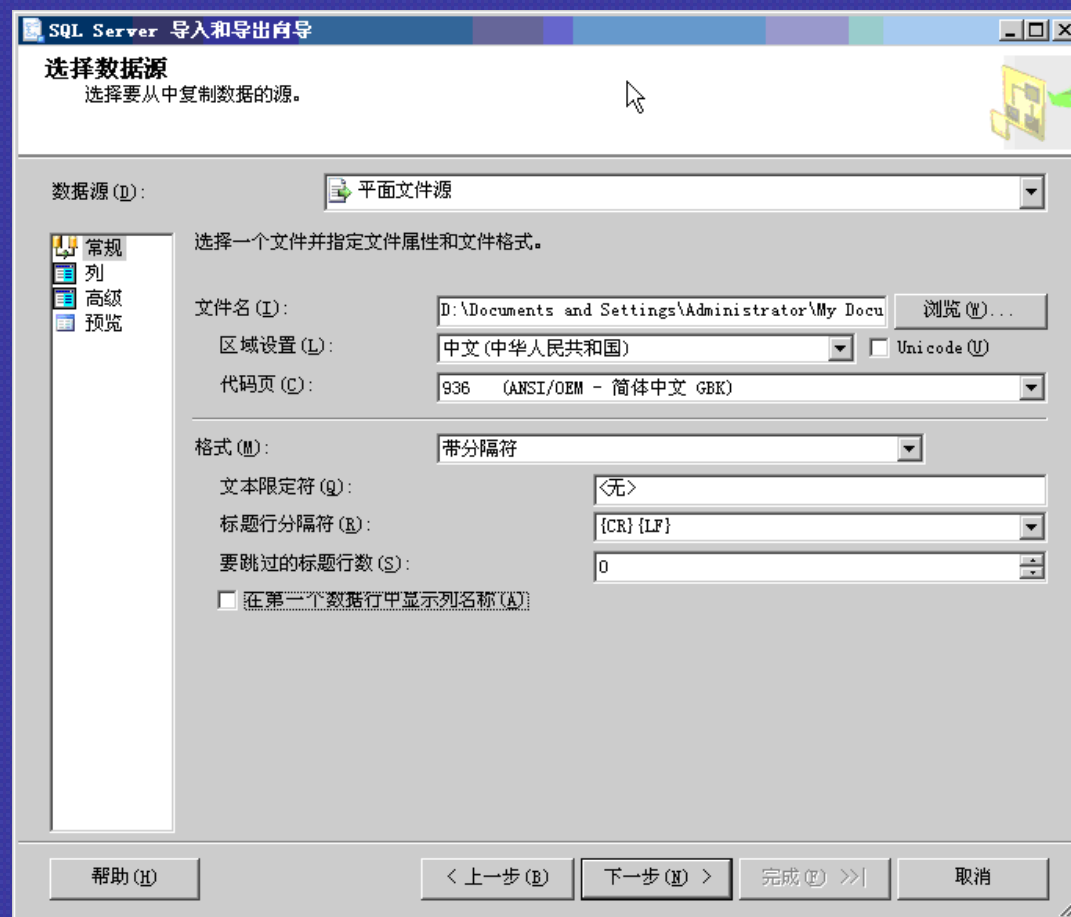 SQL Server 导入和导出向导
选择数据源
选择要从中复制数据的源。
数据源(D): 平面文件源
常规
列
高级
预览
选择一个文件并指定文件属性和文件格式。
文件名(I): D:\Documents and Settings\Administrator\My Docu 浏览(W)...
区域设置(L): 中文(中华人民共和国) Unicode(U)
代码页(C): 936 (ANSI/OEM - 简体中文 GBK)
格式(M): 带分隔符
文本限定符(Q): <无>
标题行分隔符(R): {CR}{LF}
要跳过的标题行数(S): 0
在第一个数据行中显示列名称(A)
帮助(H) < 上一步(B) 下一步(N) > 完成(F) >>| 取消